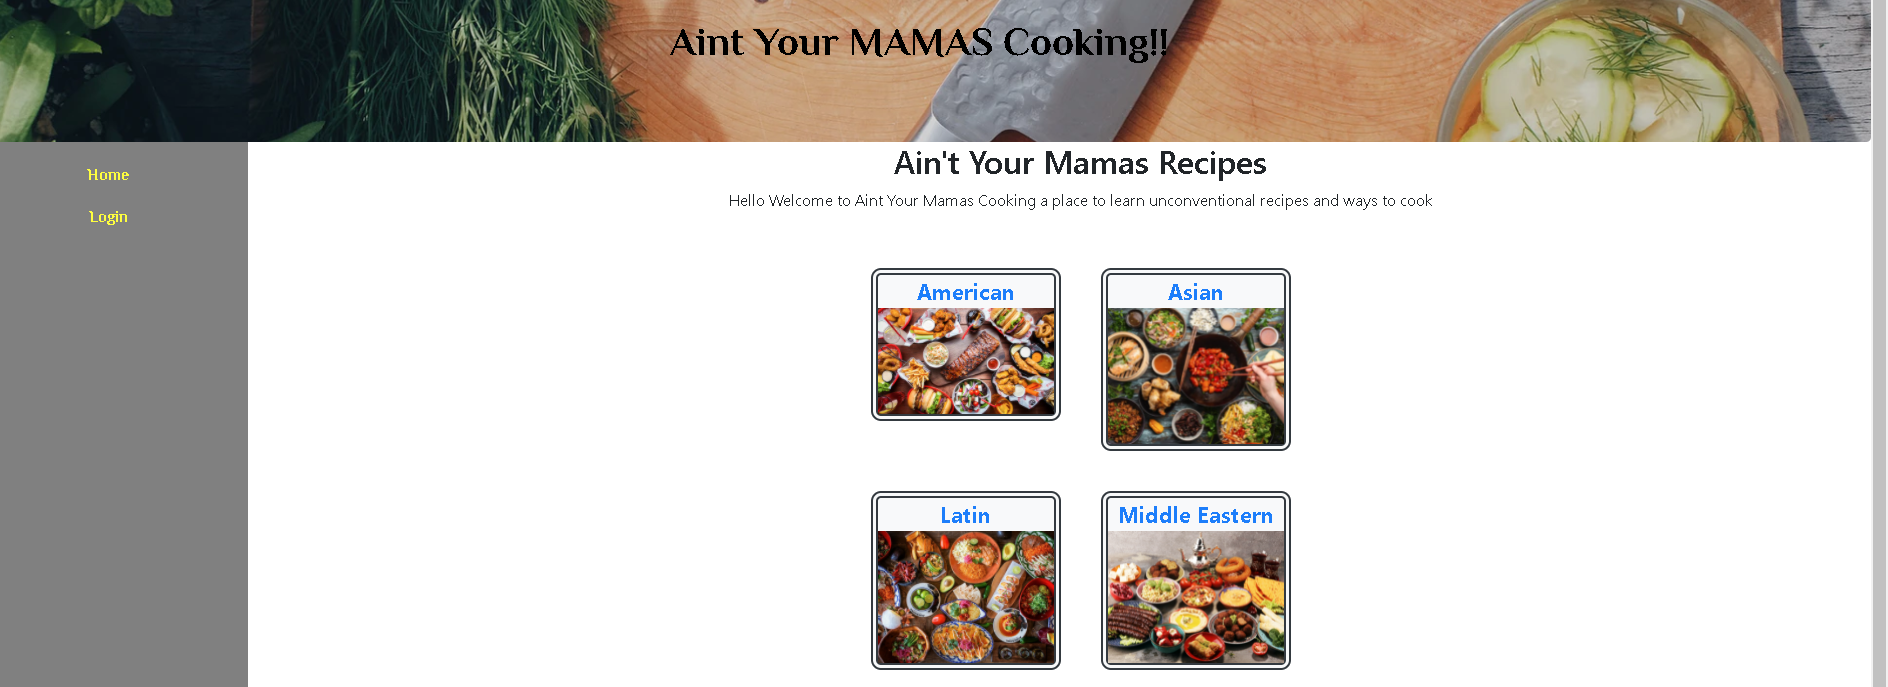 Aint Your MAMAS Cooking!!
Home
Login
Ain't Your Mamas Recipes
Hello Welcome to Aint Your Mamas Cooking a place to learn unconventional recipes and ways to cook
American
Asian
Latin
Middle Eastern